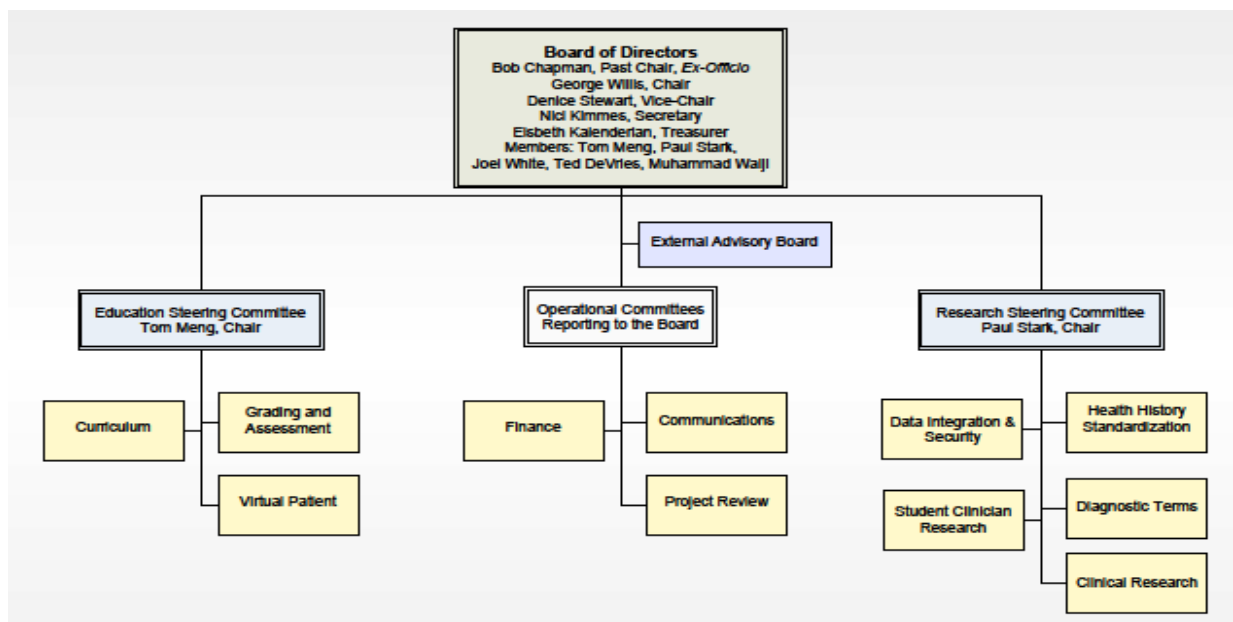 Board of Directors
Bob Chapman, Past Chair, Ex-Officio
George Willis, Chair
Denice Stewart, Vice-Chair
Nici Kimmes, Secretary
Elsbeth Kalenderian, Treasurer
Members: Tom Meng, Paul Stark,
Joel White, Ted DeVries, Muhammad Walji
External Advisory Board
Education Steering Committee
Tom Meng, Chair
Operational Committees
Reporting to the Board
Research Steering Committee
Paul Stark, Chair
Curriculum
Grading and
Assessment
Virtual Patient
Finance
Communications
Project Review
Data Integration &
Security
Health History
Standardization
Student Clinician
Research
Diagnostic Terms
Clinical Research